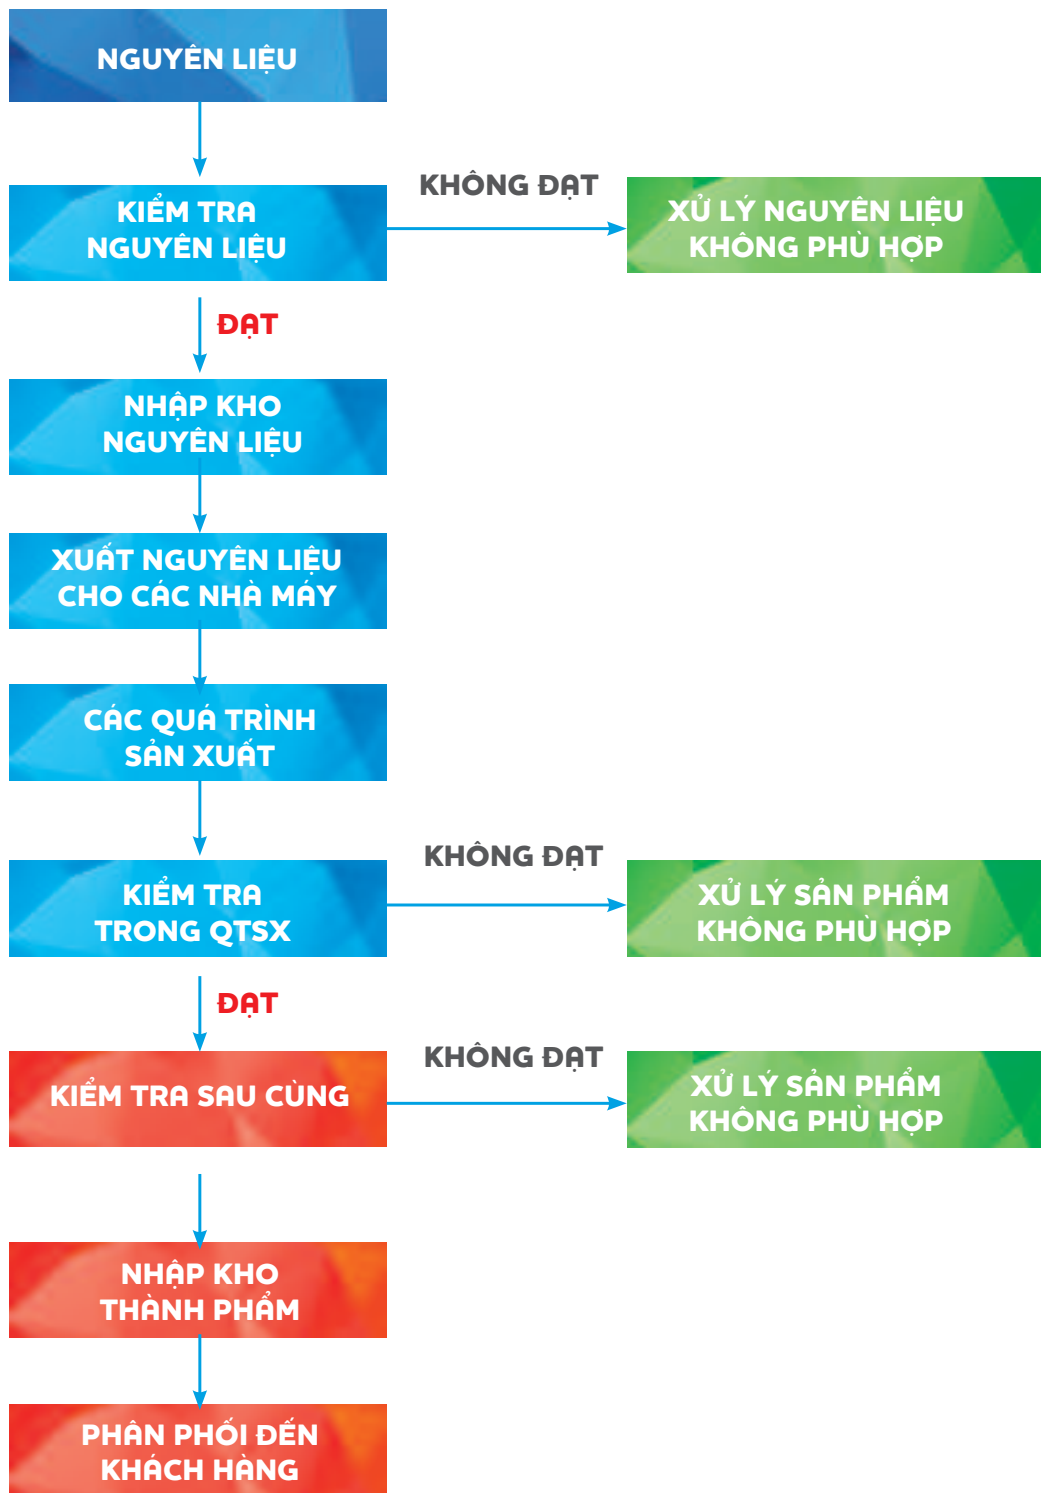 NGUYÊN LIỆU
KIỂM TRA
NGUYÊN LIỆU
KHÔNG ĐẠT
XỬ LÝ NGUYÊN LIỆU
KHÔNG PHÙ HỢP
ĐẠT
NHẬP KHO
NGUYÊN LIỆU
XUẤT NGUYÊN LIỆU
CHO CÁC NHÀ MÁY
CÁC QUÁ TRÌNH
SẢN XUẤT
KIỂM TRA
TRONG QTSX
KHÔNG ĐẠT
XỬ LÝ SẢN PHẨM
KHÔNG PHÙ HỢP
ĐẠT
KIỂM TRA SAU CÙNG
KHÔNG ĐẠT
XỬ LÝ SẢN PHẨM
KHÔNG PHÙ HỢP
NHẬP KHO
THÀNH PHẨM
PHÂN PHỐI ĐẾN
KHÁCH HÀNG